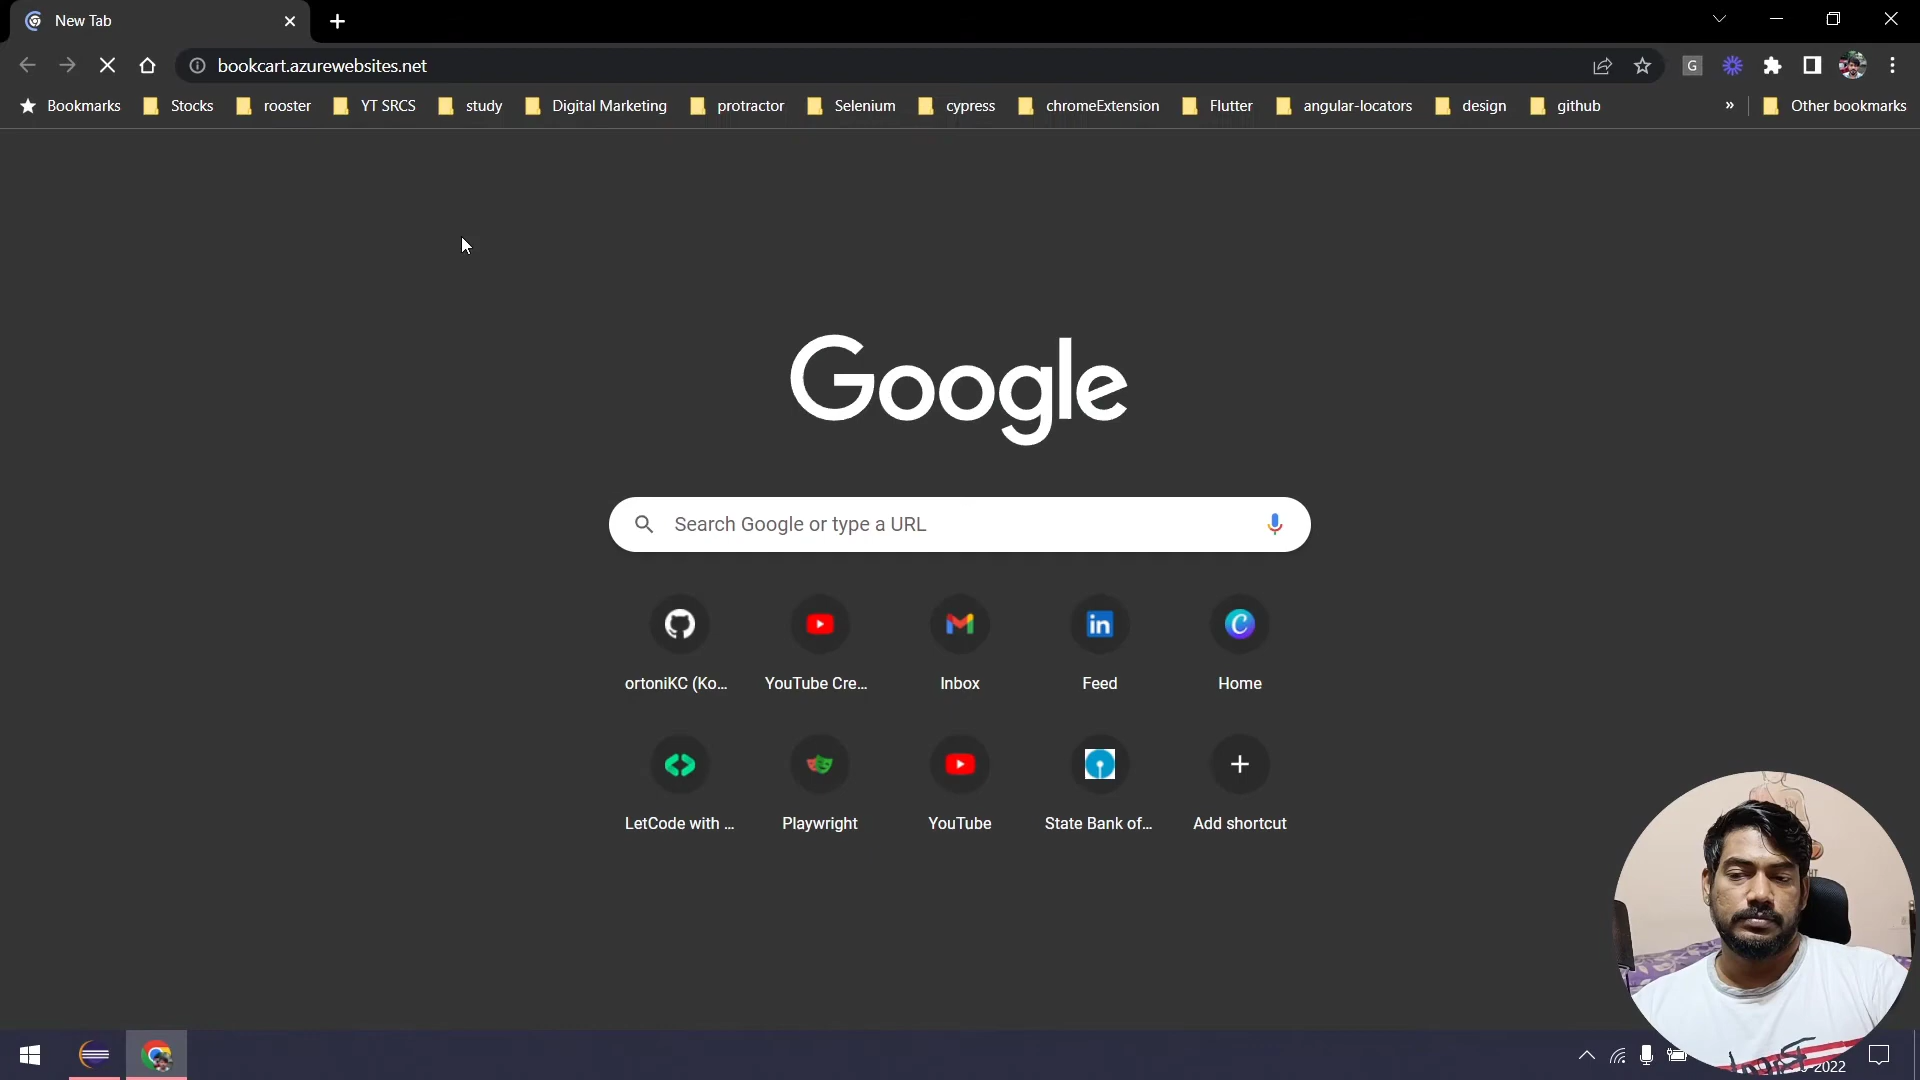 New Tab
bookcart.azurewebsites.net
G
Bookmarks Stocks rooster YT SRCS study Digital Marketing protractor Selenium cypress chromeExtension Flutter angular-locators design github » Other bookmarks
Google
Search Google or type a URL
ortoniKC (Ko... YouTube Cre... Inbox Feed Home
LetCode with ... Playwright YouTube State Bank of... Add shortcut
2022